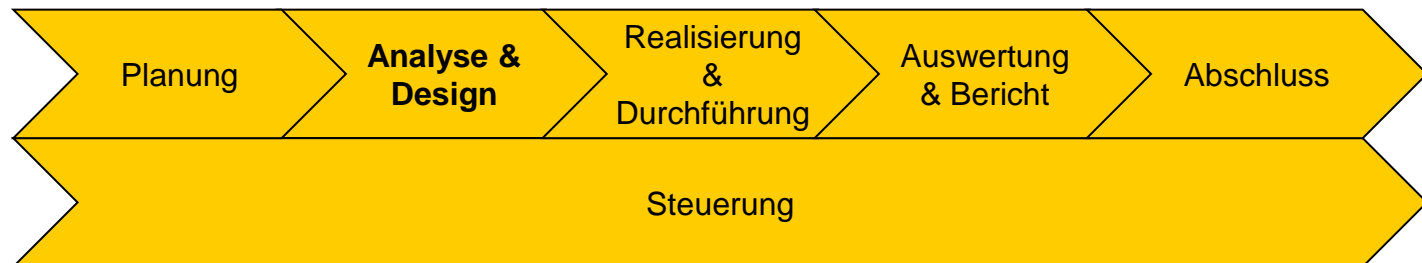 Planung
Analyse &
Design
Realisierung
&
Durchführung
Auswertung
& Bericht
Abschluss
Steuerung